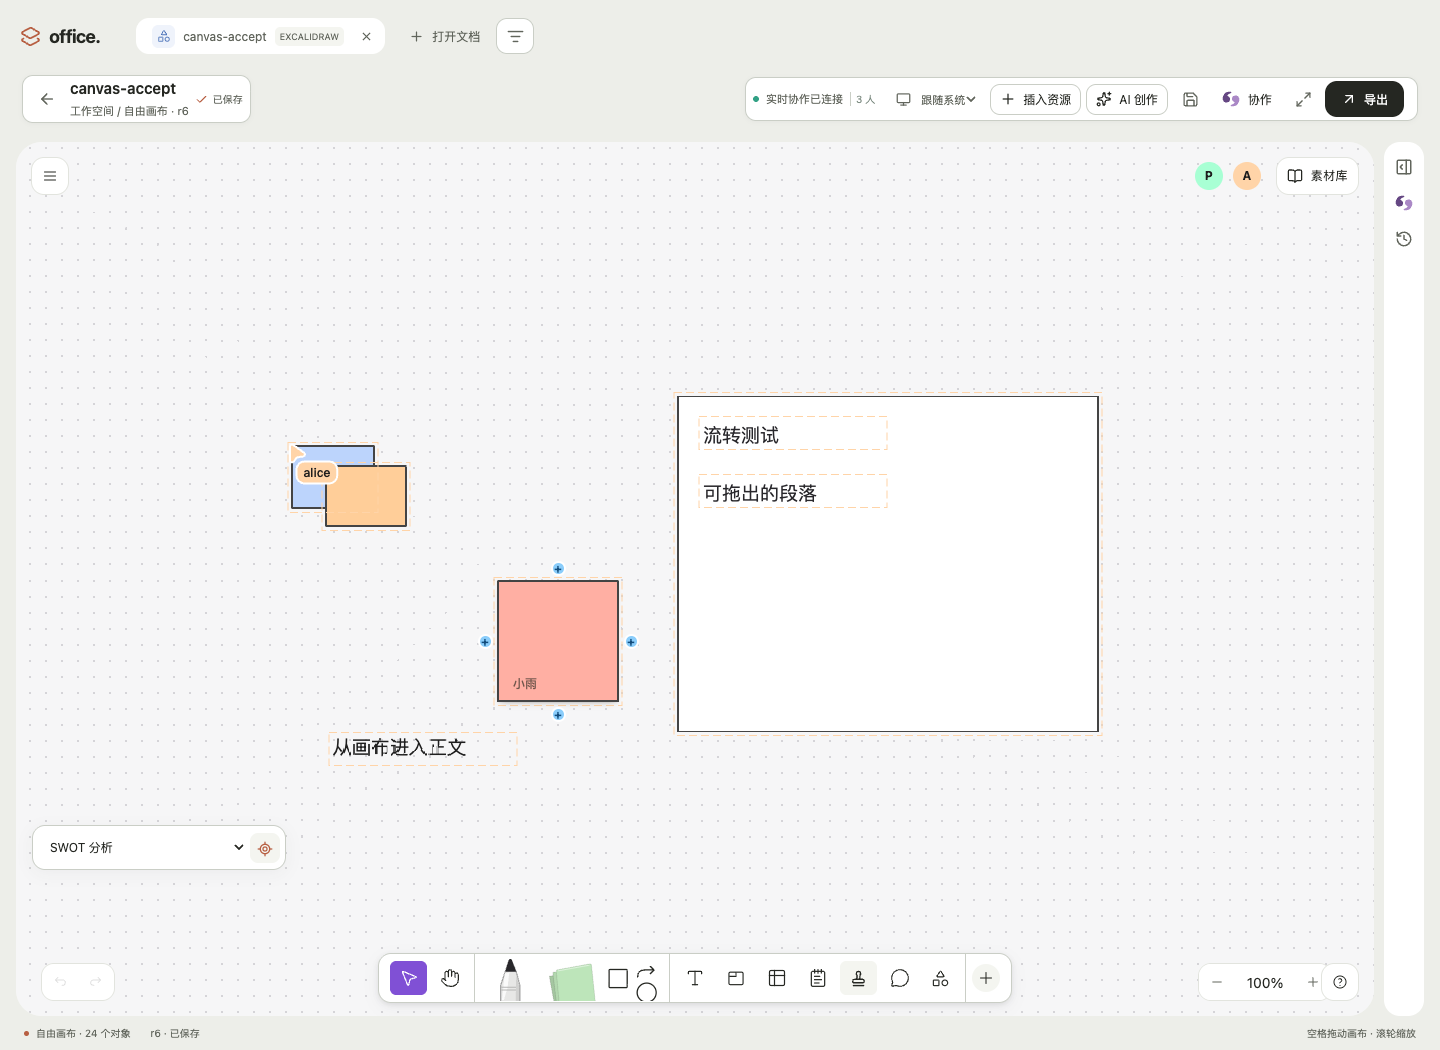 office.
canvas-accept EXCALIDRAW
打开文档
canvas-accept
工作空间 / 自由画布 · r6
已保存
实时协作已连接 3 人
跟随系统
插入资源
AI 创作
协作
导出
P
A
素材库
alice
流转测试
可拖出的段落
小雨
从画布进入正文
SWOT 分析
100%
自由画布 · 24 个对象
r6 · 已保存
空格拖动画布 · 滚轮缩放